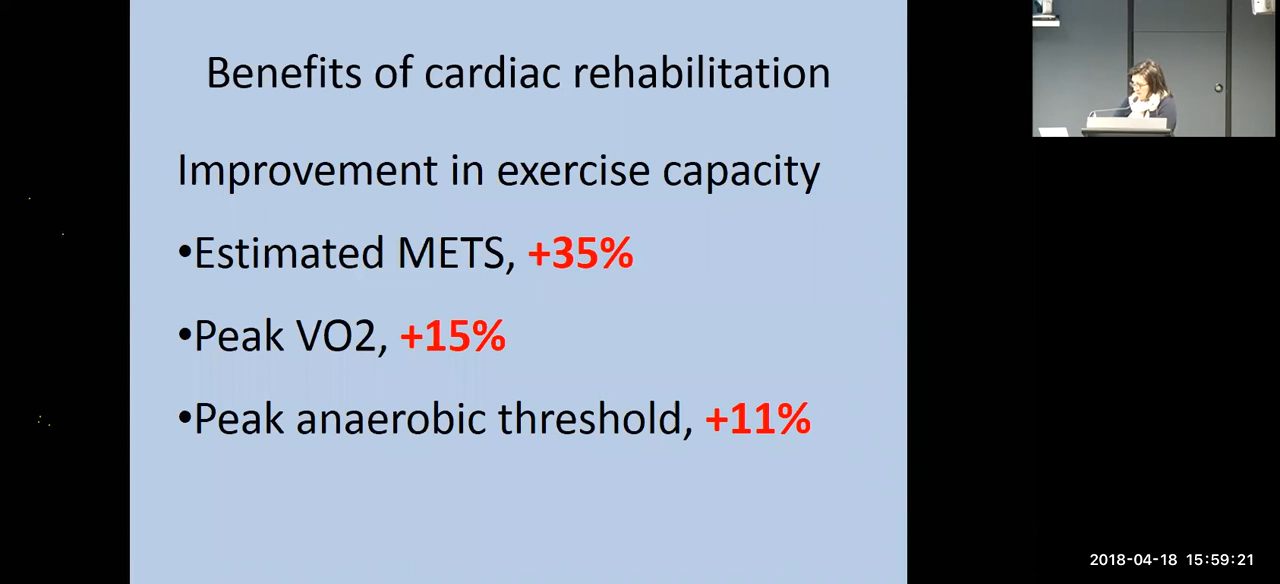 Benefits of cardiac rehabilitation
Improvement in exercise capacity
•Estimated METS, +35%
•Peak VO2, +15%
•Peak anaerobic threshold, +11%
2018-04-18 15:59:21